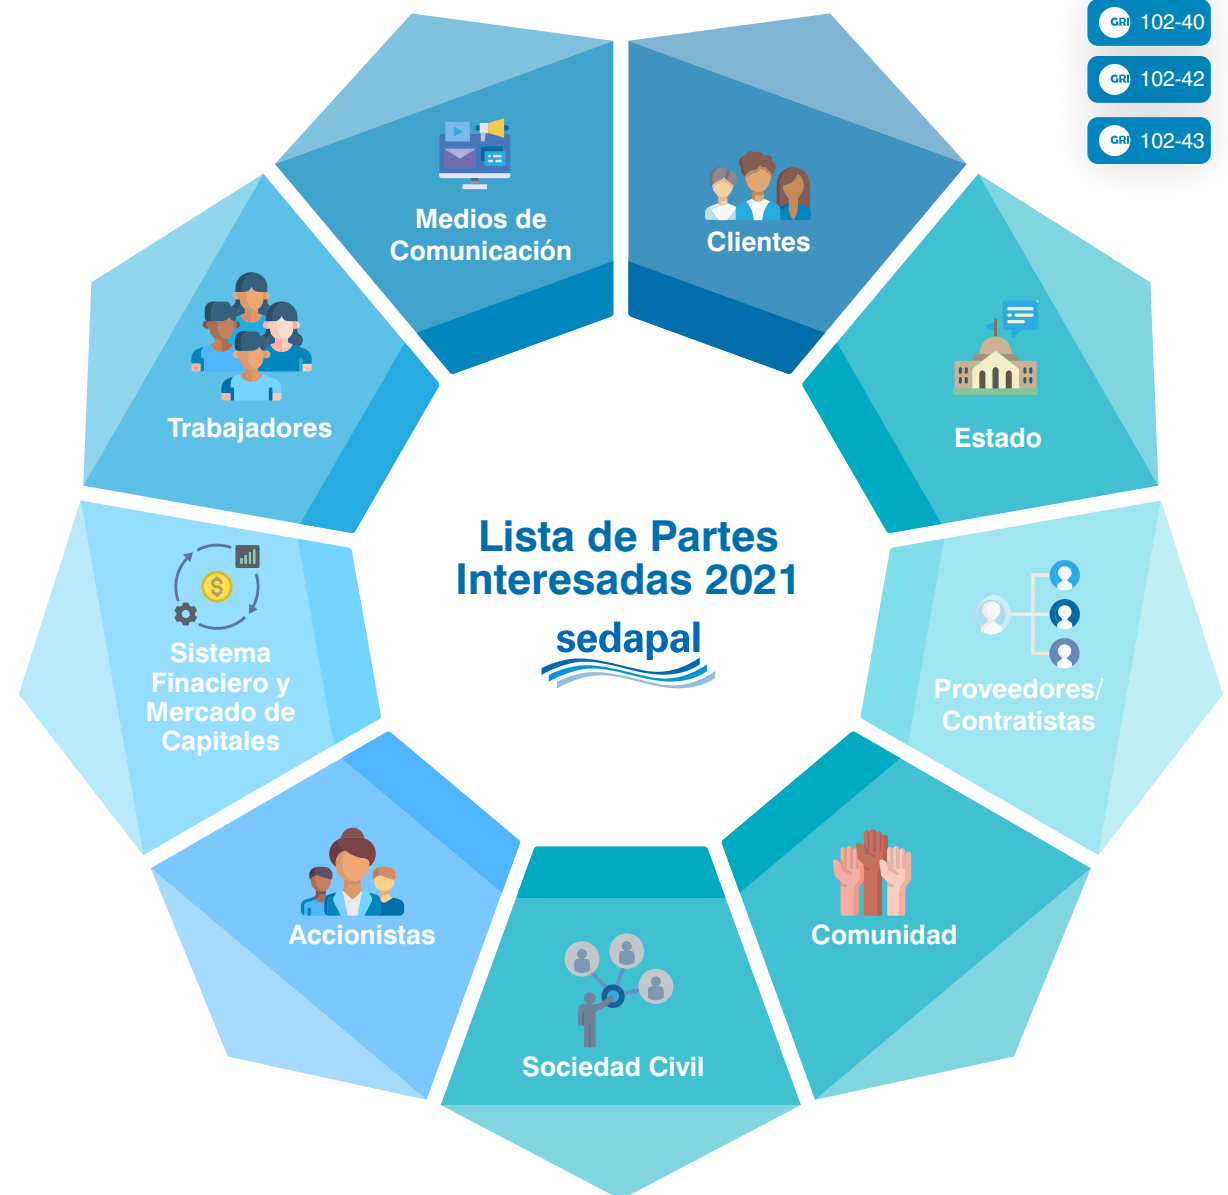 GRI 102-40
GRI 102-42
GRI 102-43
Medios de
Comunicación
Clientes
Trabajadores
Estado
Lista de Partes
Interesadas 2021
sedapal
Sistema
Finaciero y
Mercado de
Capitales
Proveedores/
Contratistas
Accionistas
Comunidad
Sociedad Civil